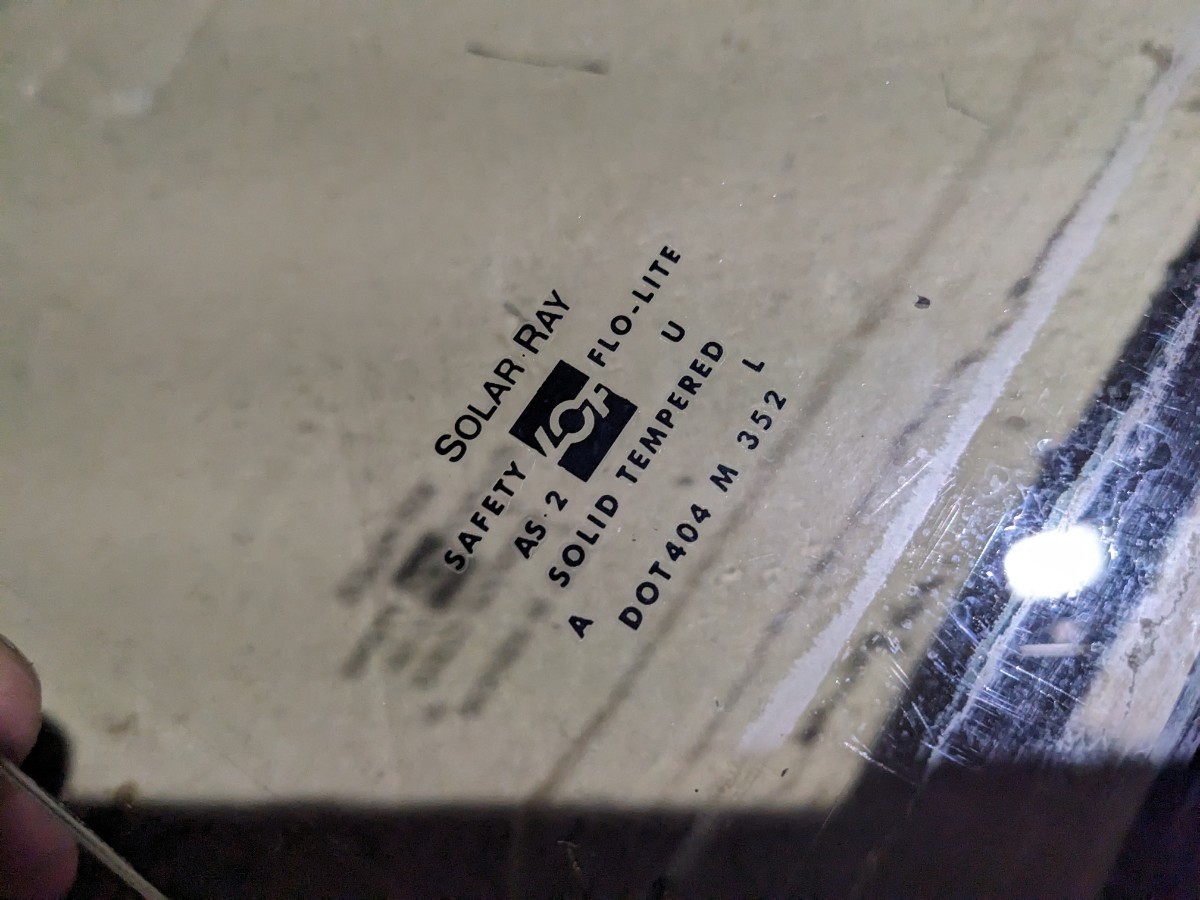 SOLAR·RAY
SAFETY LOF FLO-LITE
AS·2 U
SOLID TEMPERED
A L
DOT404 M 352